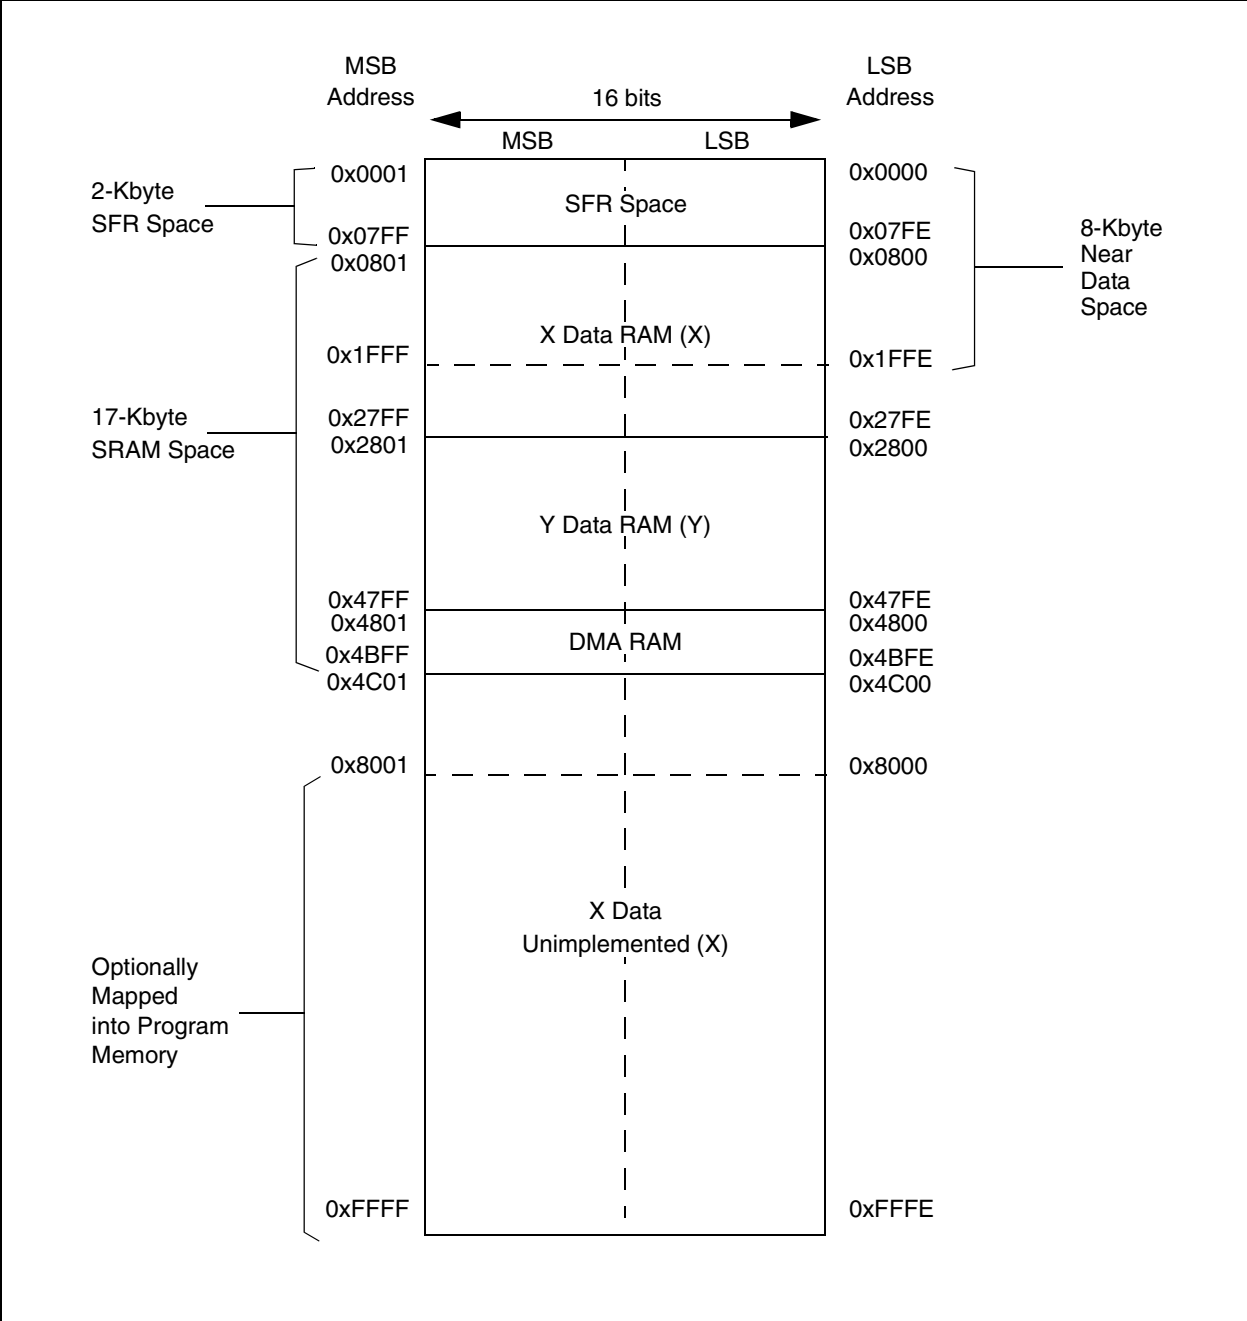 MSB
Address
LSB
Address
16 bits
MSB
LSB
0x0001
0x0000
2-Kbyte
SFR Space
SFR Space
0x07FF
0x07FE
0x0801
0x0800
8-Kbyte
Near
Data
Space
X Data RAM (X)
0x1FFF
0x1FFE
17-Kbyte
SRAM Space
0x27FF
0x27FE
0x2801
0x2800
Y Data RAM (Y)
0x47FF
0x47FE
0x4801
0x4800
DMA RAM
0x4BFF
0x4BFE
0x4C01
0x4C00
0x8001
0x8000
X Data
Unimplemented (X)
Optionally
Mapped
into Program
Memory
0xFFFF
0xFFFE